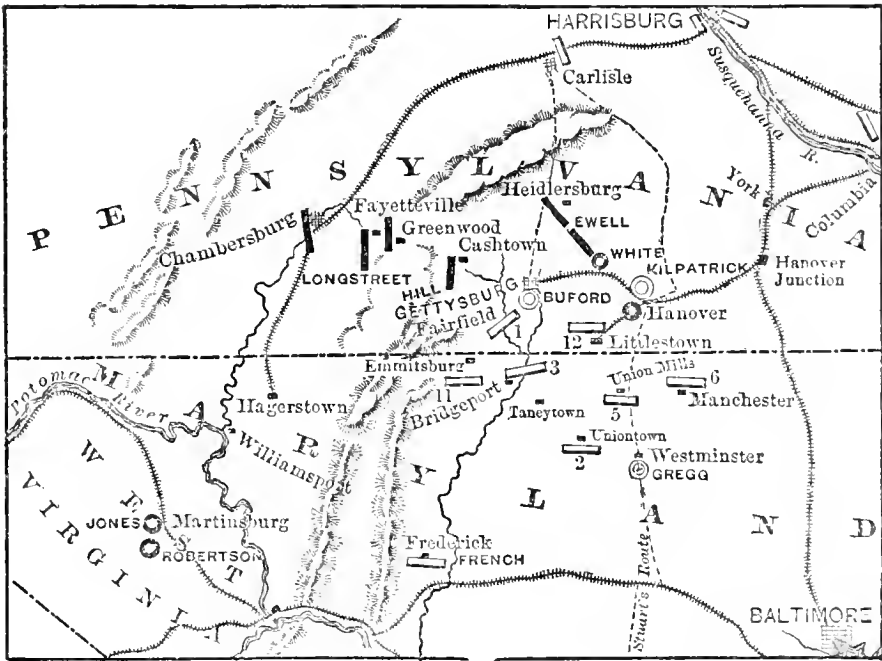 HARRISBURG
Carlisle
Susquehanna R.
PENNSYLVANIA
Heidlersburg
York
Columbia
Fayetteville
EWELL
Chambersburg
Greenwood
Cashtown
WHITE
KILPATRICK
Hanover
Junction
LONGSTREET
HILL
GETTYSBURG
BUFORD
Fairfield
1
Hanover
12
Littlestown
Emmitsburg
3
11
Bridgeport
Union Mills
6
5
Manchester
Taneytown
Potomac River
MARYLAND
Hagerstown
Williamsport
Uniontown
2
Westminster
GREGG
WEST
VIRGINIA
JONES
Martinsburg
ROBERTSON
Frederick
FRENCH
Stuart's Route
BALTIMORE